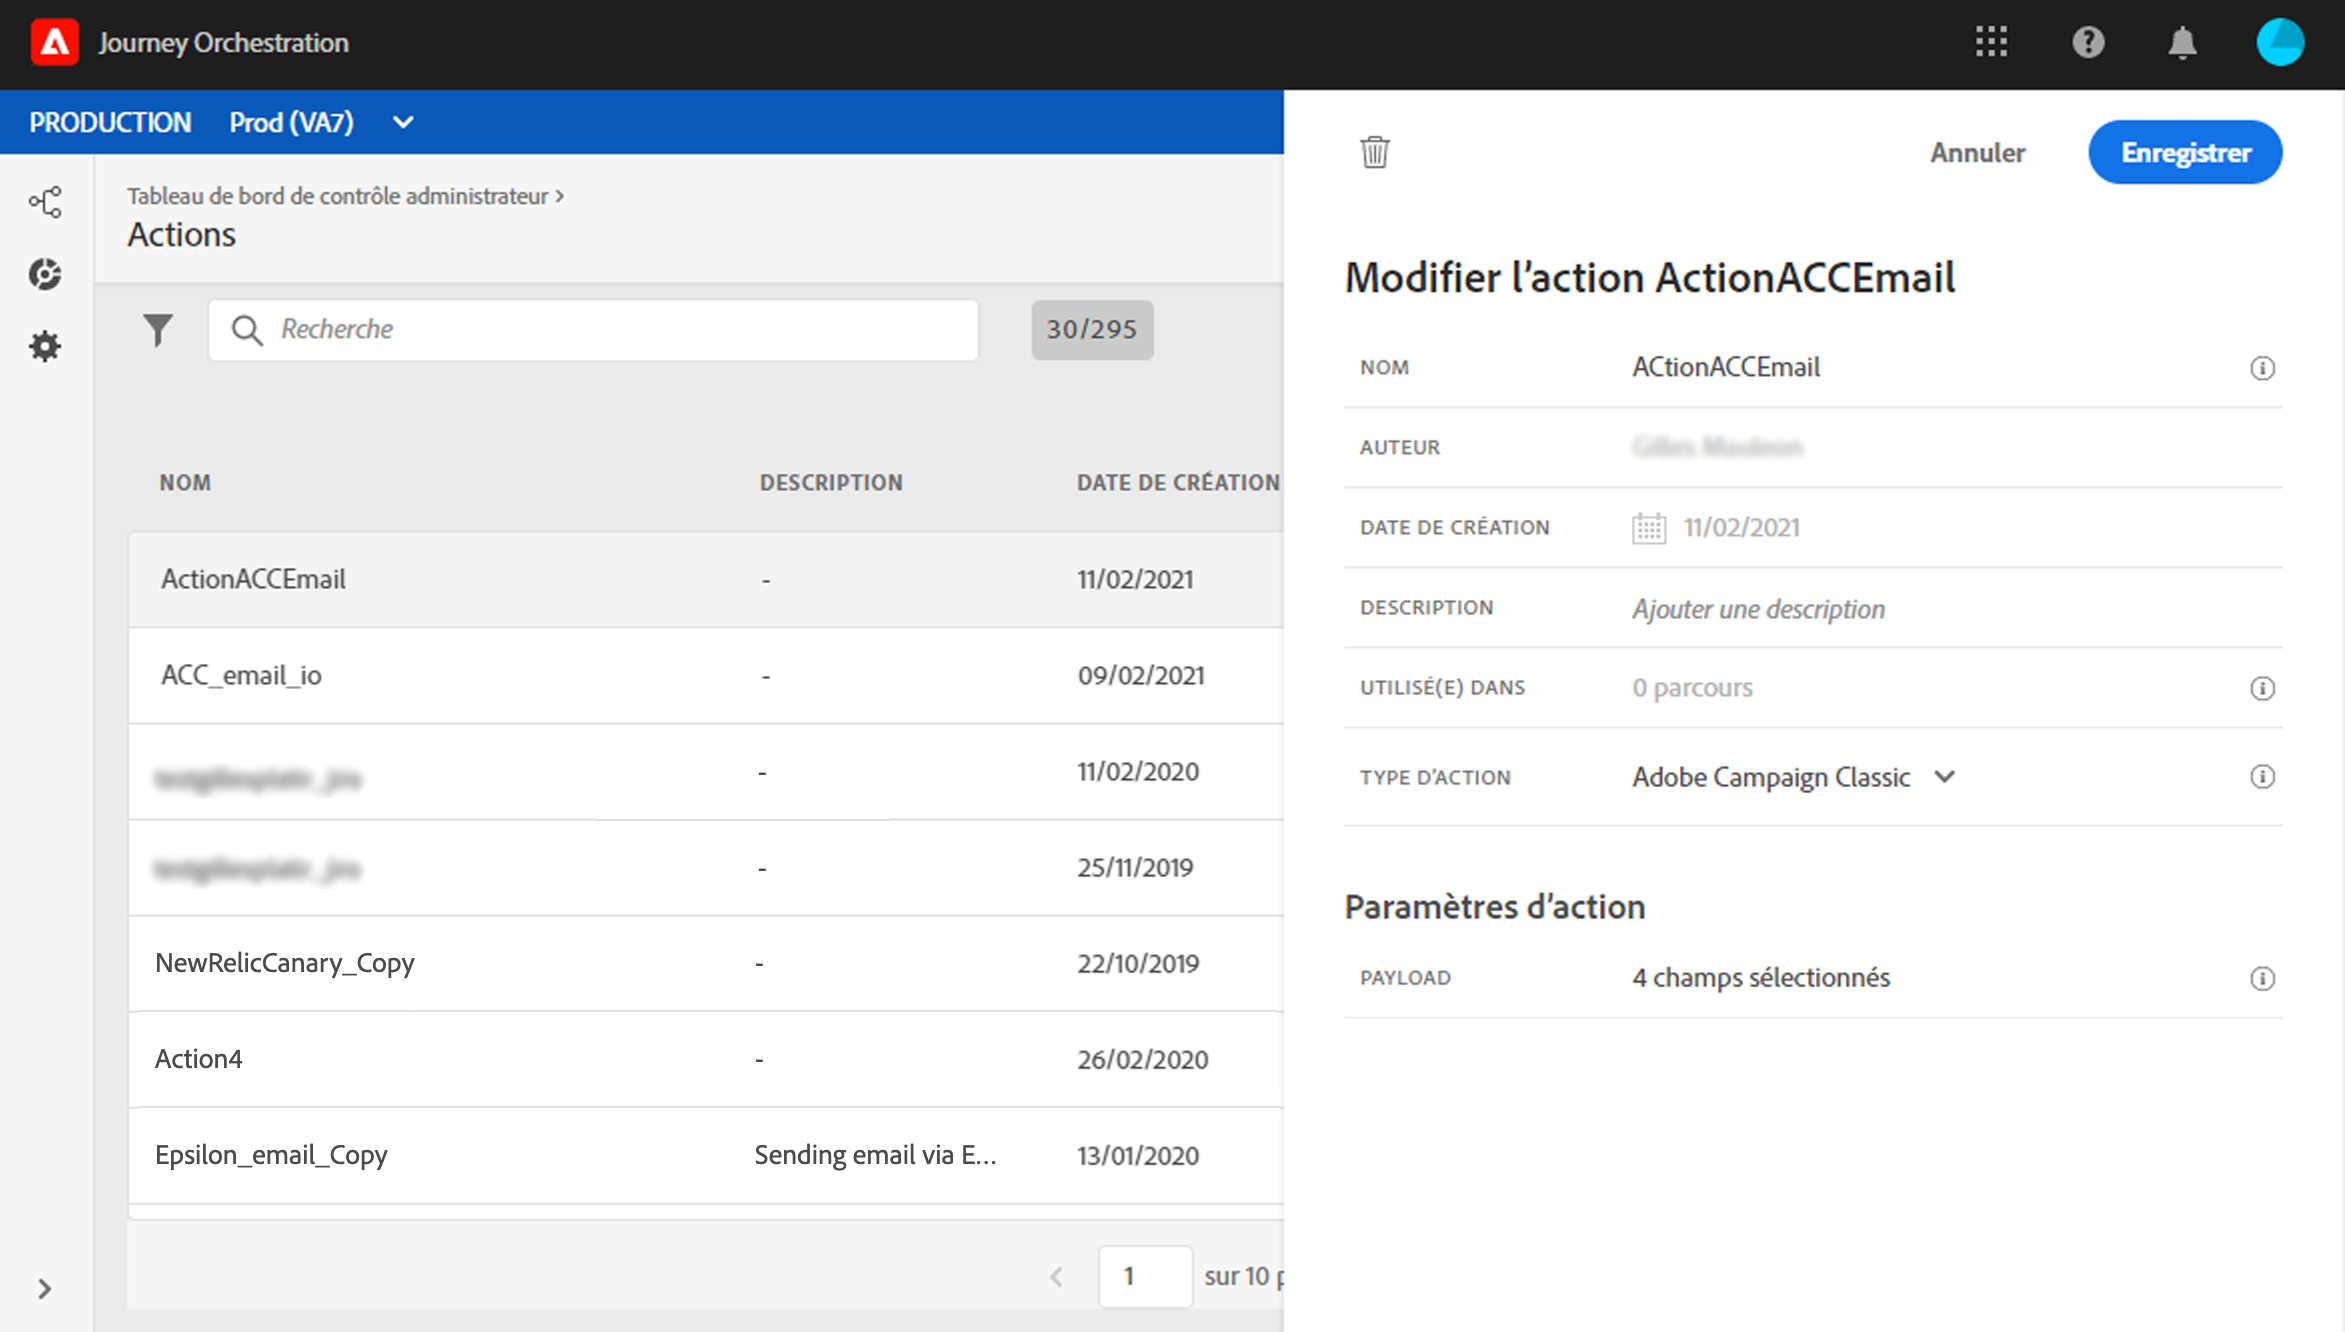 Journey Orchestration
PRODUCTION Prod (VA7)
Tableau de bord de contrôle administrateur >
Actions
Recherche
30/295
NOM DESCRIPTION DATE DE CRÉATION
ActionACCEmail - 11/02/2021
ACC_email_io - 09/02/2021
- 11/02/2020
- 25/11/2019
NewRelicCanary_Copy - 22/10/2019
Action4 - 26/02/2020
Epsilon_email_Copy Sending email via E... 13/01/2020
1 sur 10 p
Annuler Enregistrer
Modifier l’action ActionACCEmail
NOM ACtionACCEmail
AUTEUR
DATE DE CRÉATION 11/02/2021
DESCRIPTION Ajouter une description
UTILISÉ(E) DANS 0 parcours
TYPE D’ACTION Adobe Campaign Classic
Paramètres d’action
PAYLOAD 4 champs sélectionnés